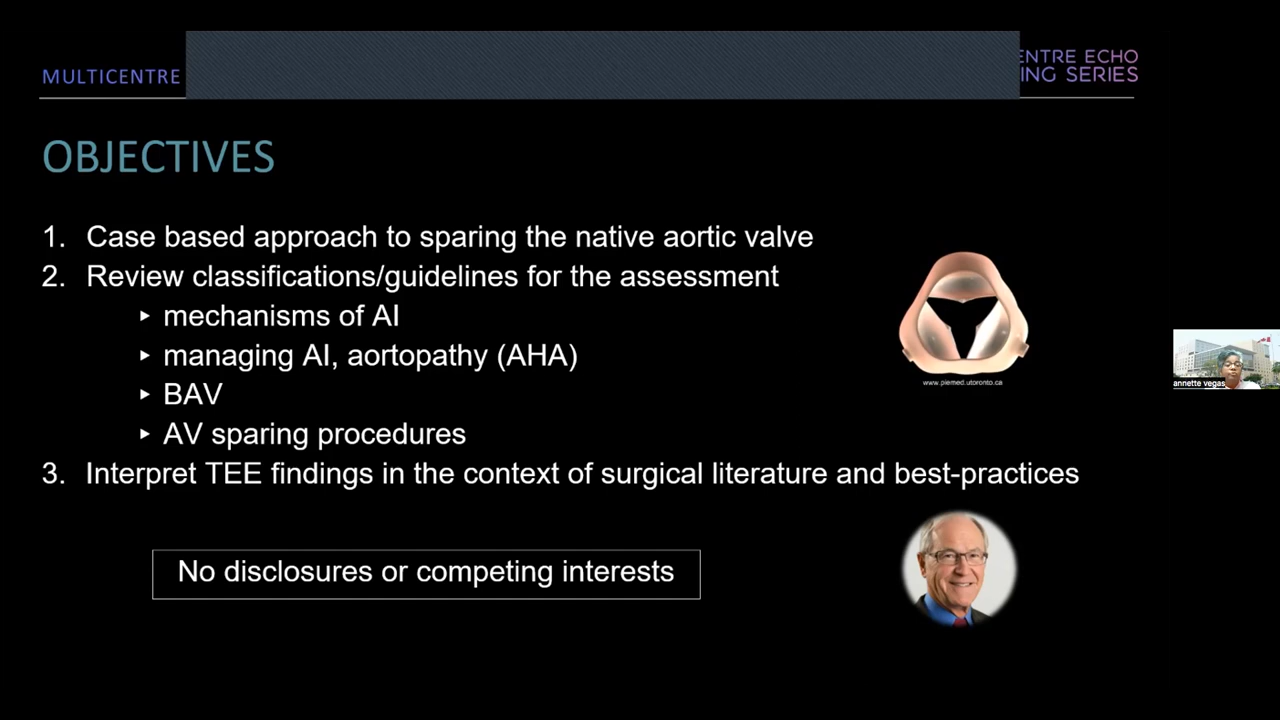 MULTICENTRE
ENTRE ECHO
ING SERIES
OBJECTIVES
1. Case based approach to sparing the native aortic valve
2. Review classifications/guidelines for the assessment
‣ mechanisms of AI
‣ managing AI, aortopathy (AHA)
‣ BAV
‣ AV sparing procedures
3. Interpret TEE findings in the context of surgical literature and best-practices
www.piemed.utoronto.ca
annette vegas
No disclosures or competing interests